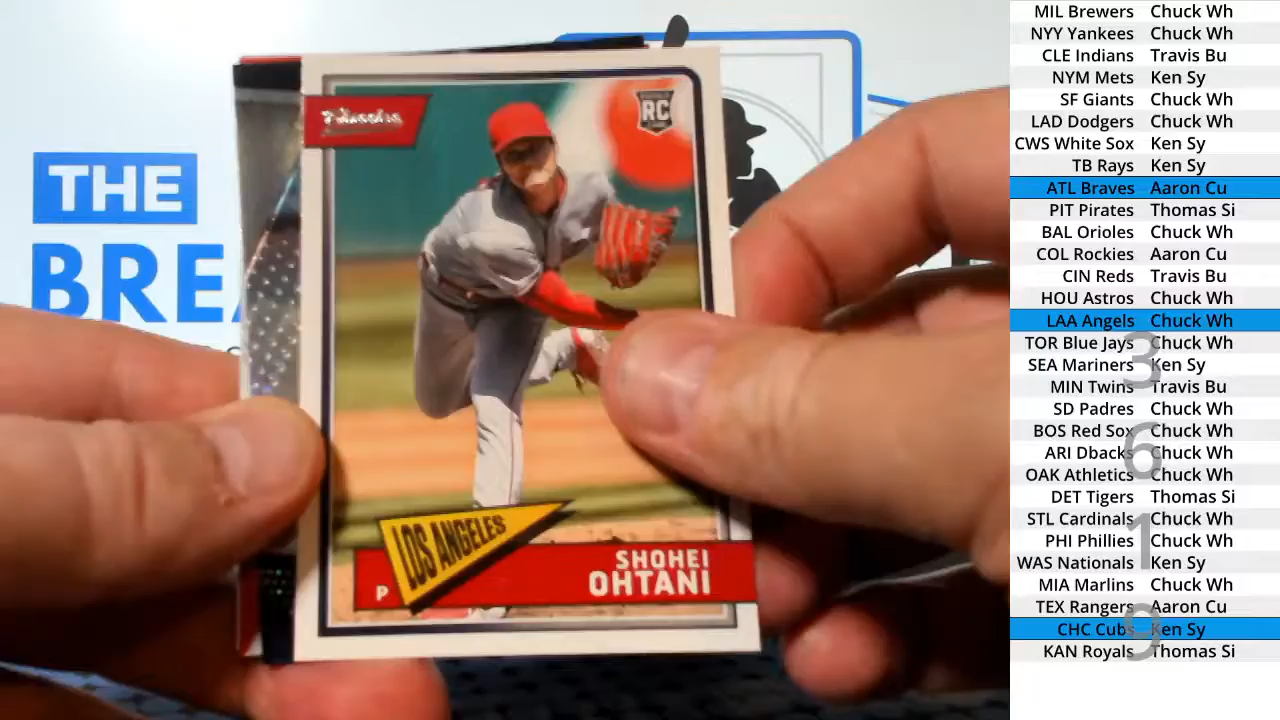 THE
BREA
Classics
RC
LOS ANGELES
P
SHOHEI
OHTANI
MIL Brewers Chuck Wh
NYY Yankees Chuck Wh
CLE Indians Travis Bu
NYM Mets Ken Sy
SF Giants Chuck Wh
LAD Dodgers Chuck Wh
CWS White Sox Ken Sy
TB Rays Ken Sy
ATL Braves Aaron Cu
PIT Pirates Thomas Si
BAL Orioles Chuck Wh
COL Rockies Aaron Cu
CIN Reds Travis Bu
HOU Astros Chuck Wh
LAA Angels Chuck Wh
TOR Blue Jays Chuck Wh
SEA Mariners Ken Sy
MIN Twins Travis Bu
SD Padres Chuck Wh
BOS Red Sox Chuck Wh
ARI Dbacks Chuck Wh
OAK Athletics Chuck Wh
DET Tigers Thomas Si
STL Cardinals Chuck Wh
PHI Phillies Chuck Wh
WAS Nationals Ken Sy
MIA Marlins Chuck Wh
TEX Rangers Aaron Cu
CHC Cubs Ken Sy
KAN Royals Thomas Si
3
6
1
9